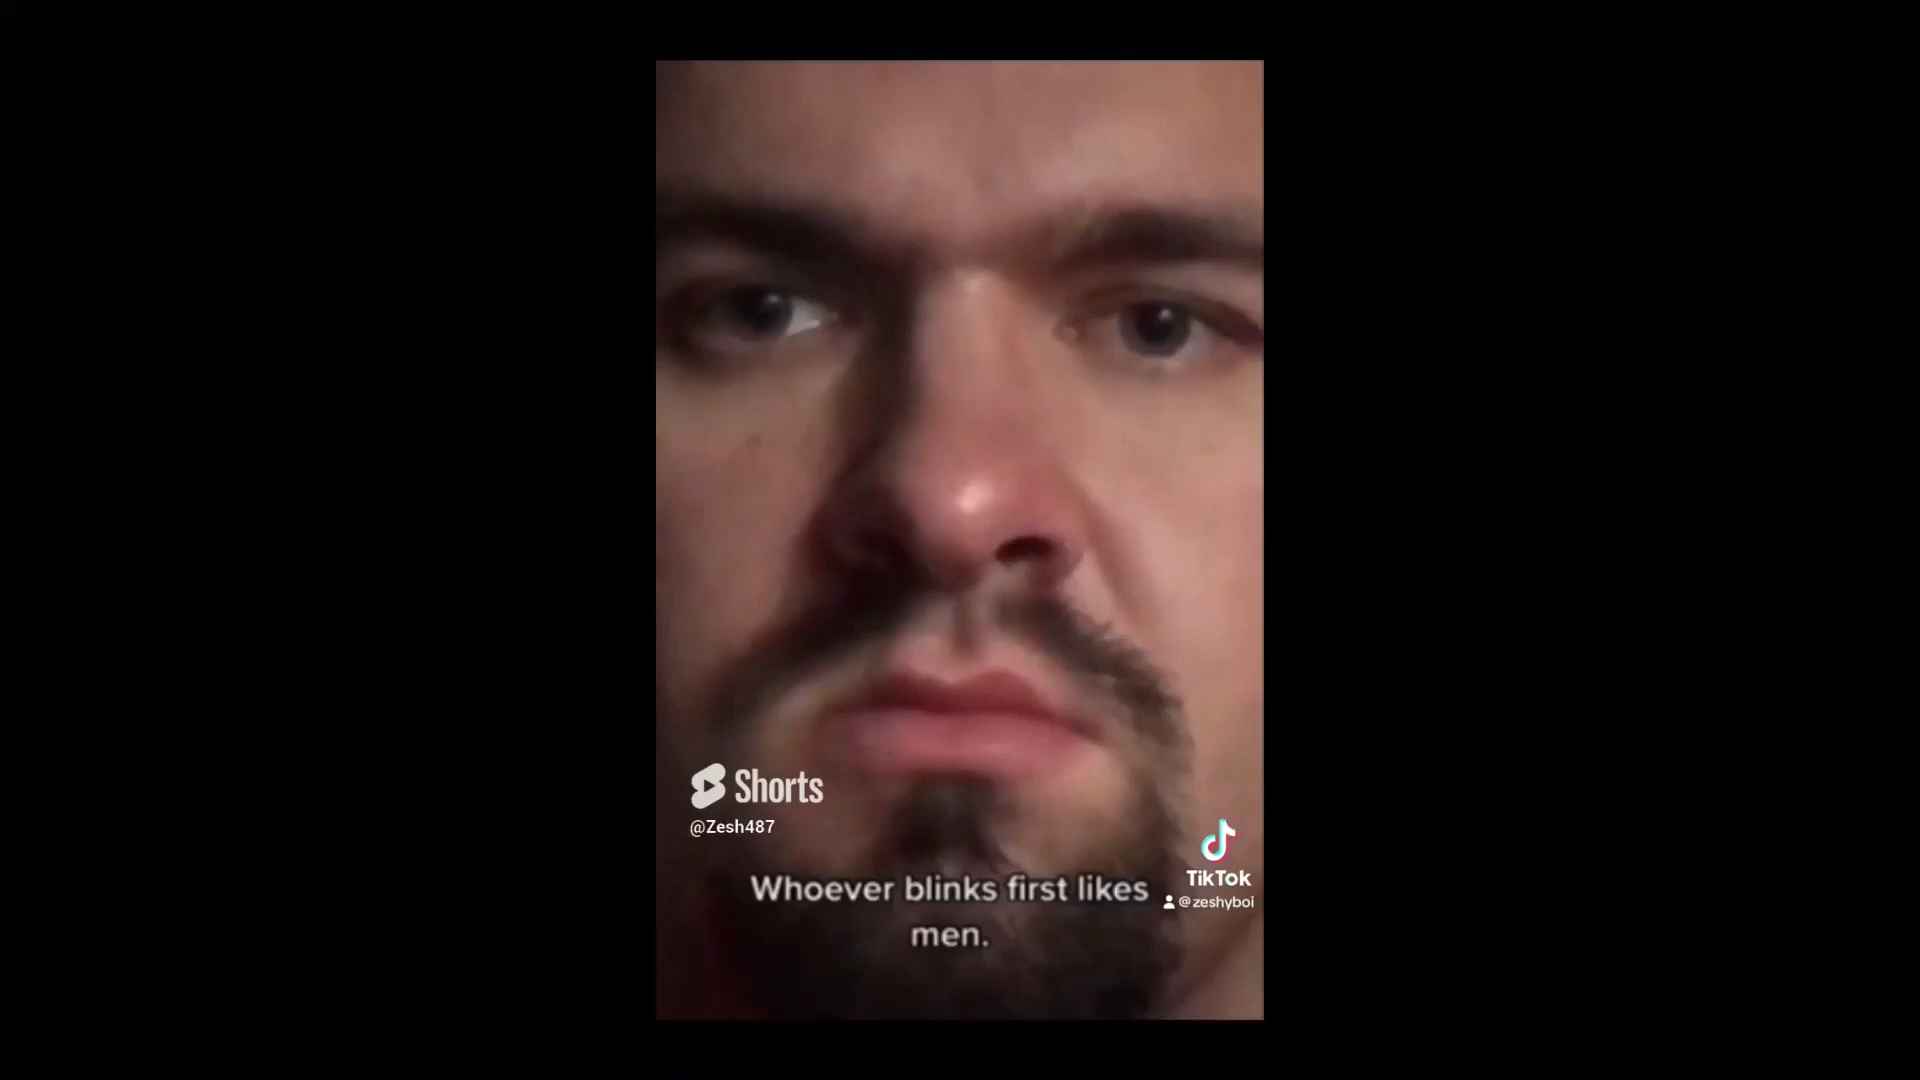 Shorts
@Zesh487
Whoever blinks first likes
men.
TikTok
@zeshyboi